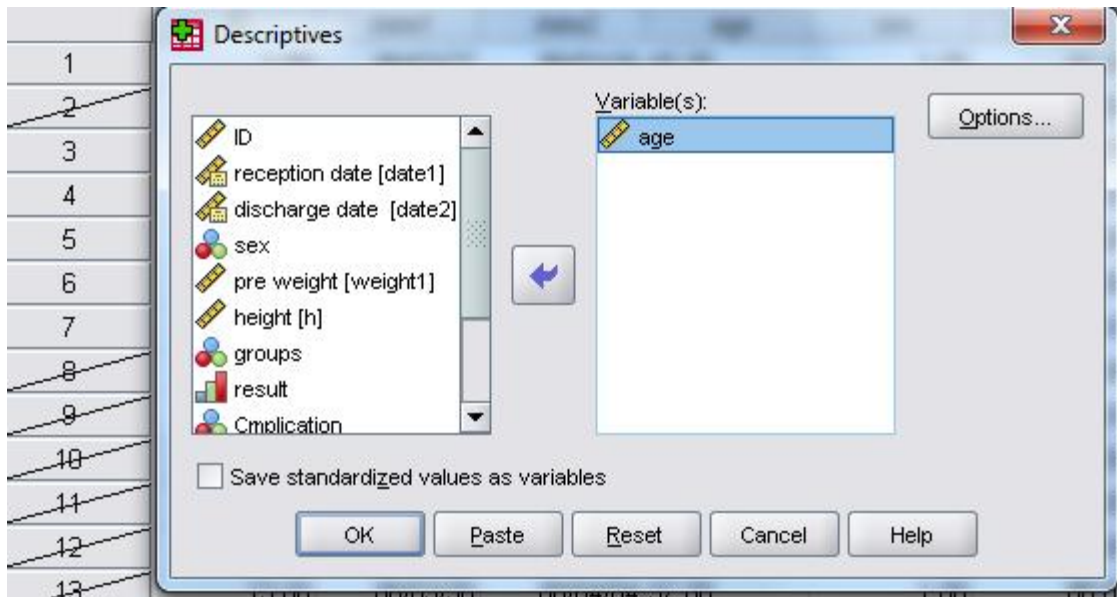 Descriptives
1
2
3
4
5
6
7
8
9
10
11
12
13
ID
reception date [date1]
discharge date [date2]
sex
pre weight [weight1]
height [h]
groups
result
Cmplication
Variable(s):
age
Options...
Save standardized values as variables
OK Paste Reset Cancel Help